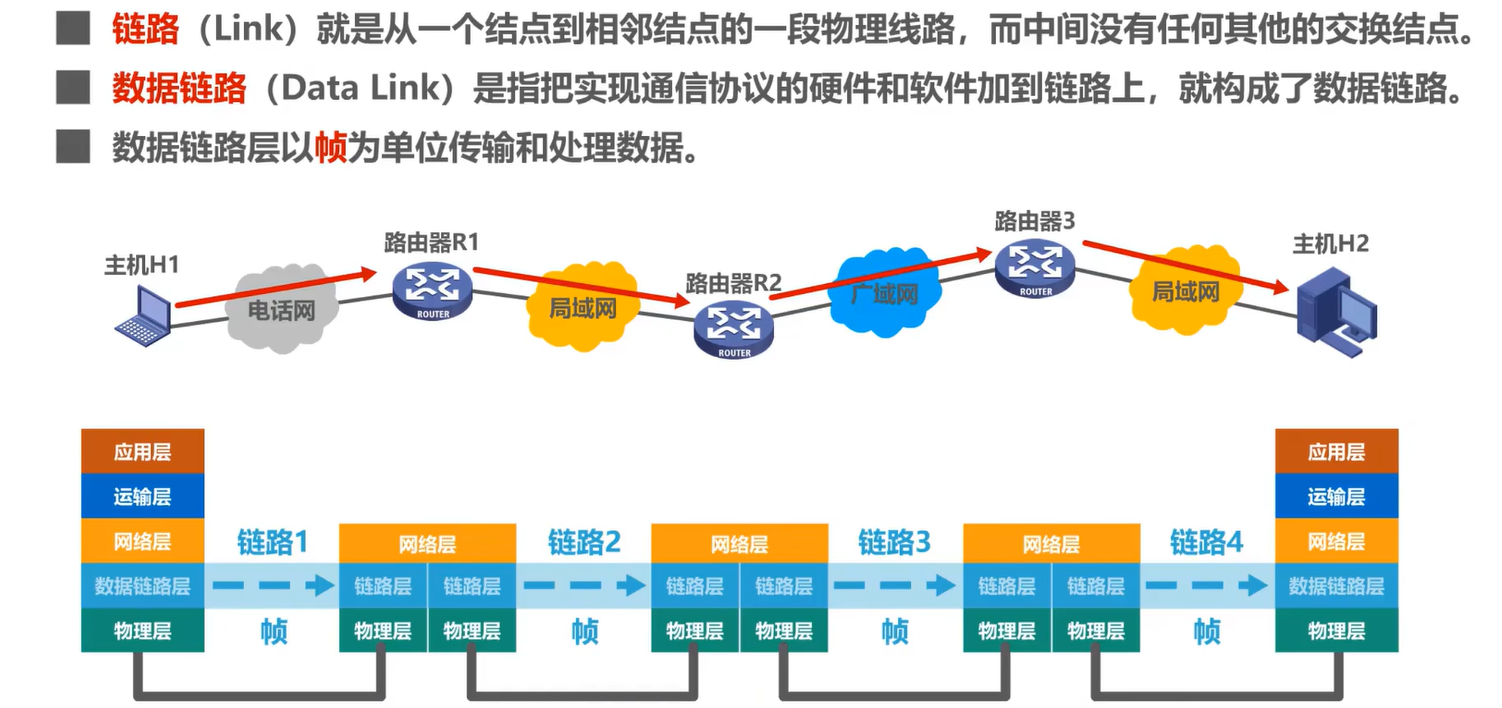 链路（Link）就是从一个结点到相邻结点的一段物理线路，而中间没有任何其他的交换结点。
数据链路（Data Link）是指把实现通信协议的硬件和软件加到链路上，就构成了数据链路。
数据链路层以帧为单位传输和处理数据。
主机H1
路由器R1
路由器R2
路由器3
主机H2
电话网
ROUTER
局域网
ROUTER
广域网
ROUTER
局域网
应用层
应用层
运输层
运输层
网络层 链路1 网络层 链路2 网络层 链路3 网络层 链路4 网络层
数据链路层 链路层 链路层 链路层 链路层 链路层 链路层 数据链路层
物理层 帧 物理层 物理层 帧 物理层 物理层 帧 物理层 物理层 帧 物理层